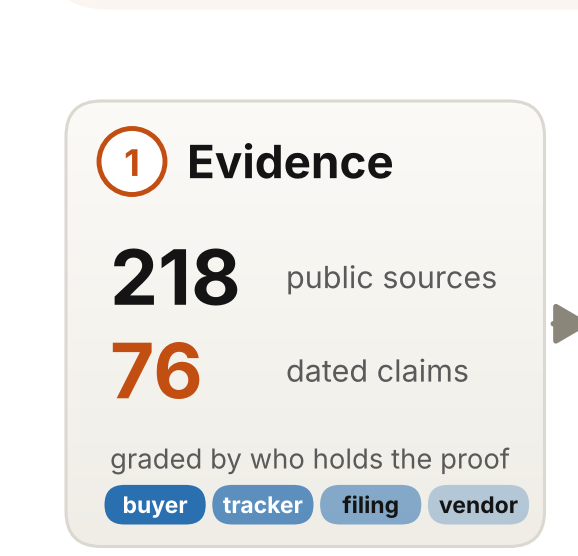 1 Evidence
218 public sources
76 dated claims
graded by who holds the proof
buyer tracker filing vendor